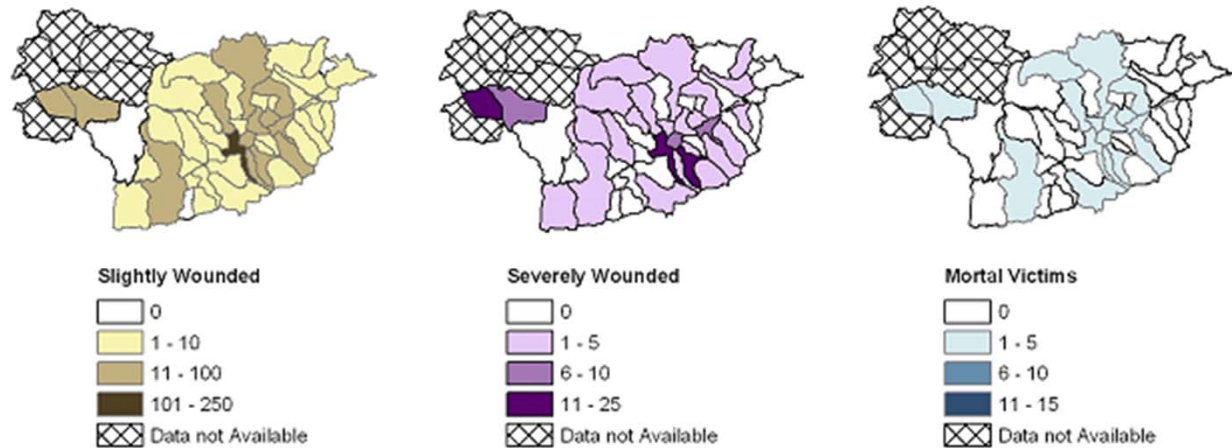 Slightly Wounded
0
1 - 10
11 - 100
101 - 250
Data not Available
Severely Wounded
0
1 - 5
6 - 10
11 - 25
Data not Available
Mortal Victims
0
1 - 5
6 - 10
11 - 15
Data not Available